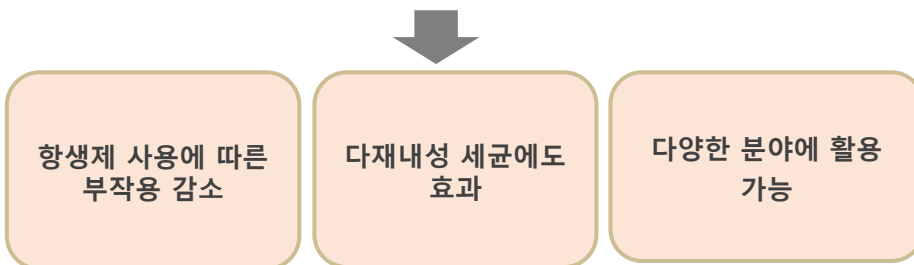 항생제 사용에 따른
부작용 감소
다재내성 세균에도
효과
다양한 분야에 활용
가능